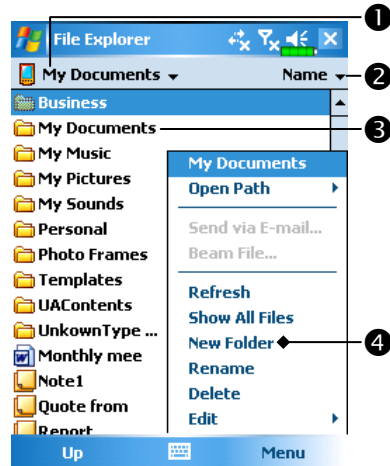 1
File Explorer
My Documents
Name
2
Business
My Documents
3
My Music
My Pictures
My Sounds
Personal
Photo Frames
Templates
UAContents
UnkownType ...
Monthly mee
Note1
Quote from
Report
My Documents
Open Path
Send via E-mail...
Beam File...
Refresh
Show All Files
New Folder
4
Rename
Delete
Edit
Up
Menu